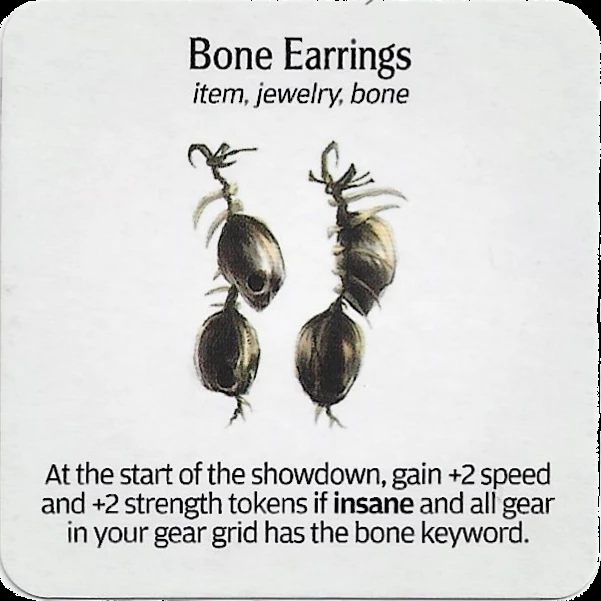 Bone Earrings
item, jewelry, bone
At the start of the showdown, gain +2 speed
and +2 strength tokens if insane and all gear
in your gear grid has the bone keyword.